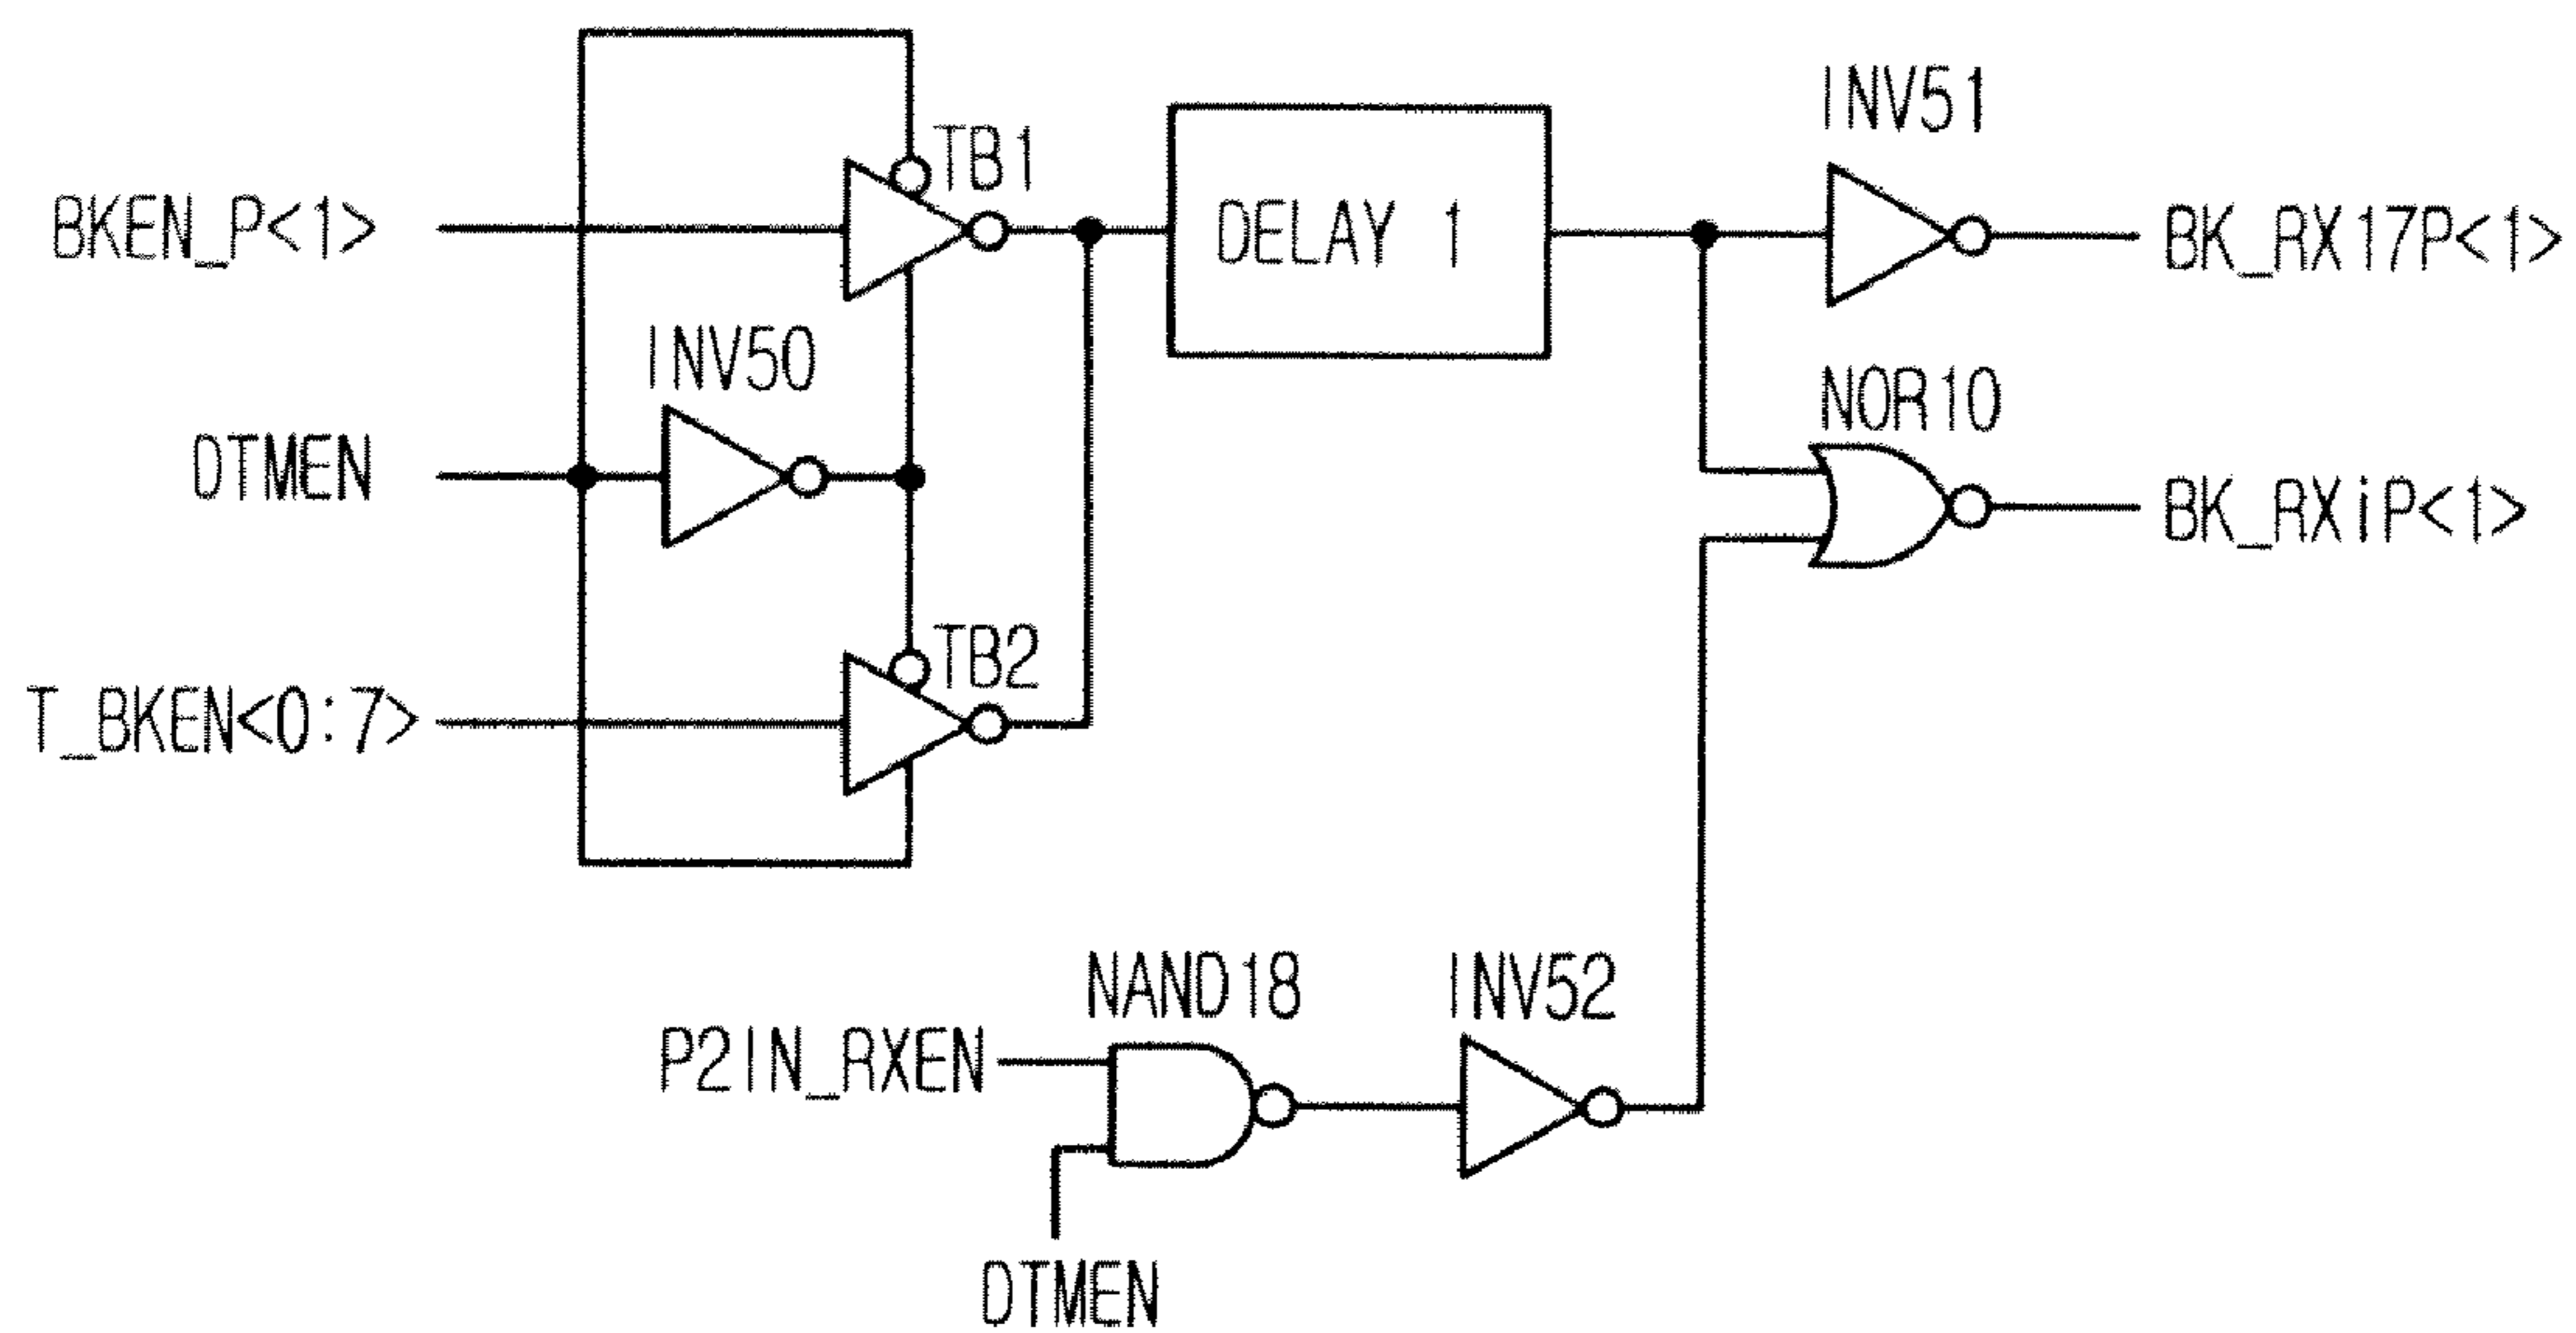 INV51
TB1
BKEN_P<1>
DELAY 1
BK_RX17P<1>
INV50
NOR10
DTMEN
BK_RXiP<1>
TB2
T_BKEN<0:7>
NAND18
INV52
P2IN_RXEN
DTMEN